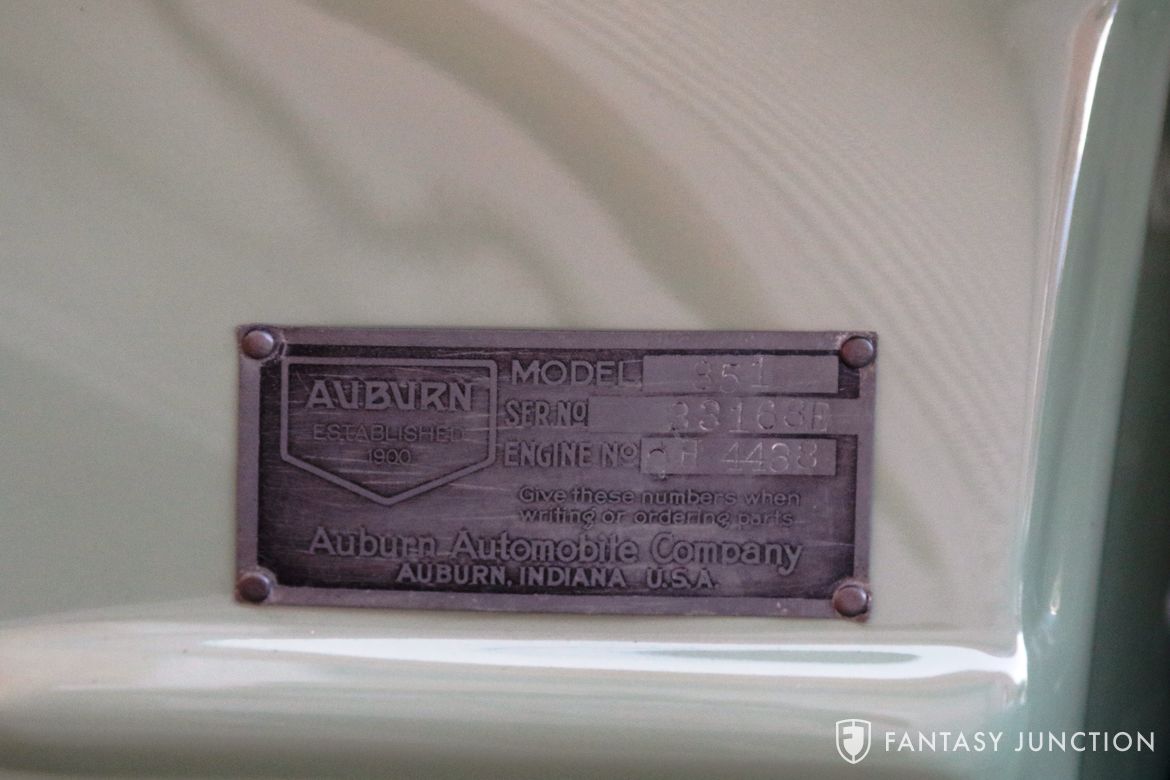 AUBURN
ESTABLISHED
1900
MODEL 851
SER.NO 33168E
ENGINE NO GH 4438
Give these numbers when
writing or ordering parts
Auburn Automobile Company
AUBURN, INDIANA U.S.A.
FANTASY JUNCTION